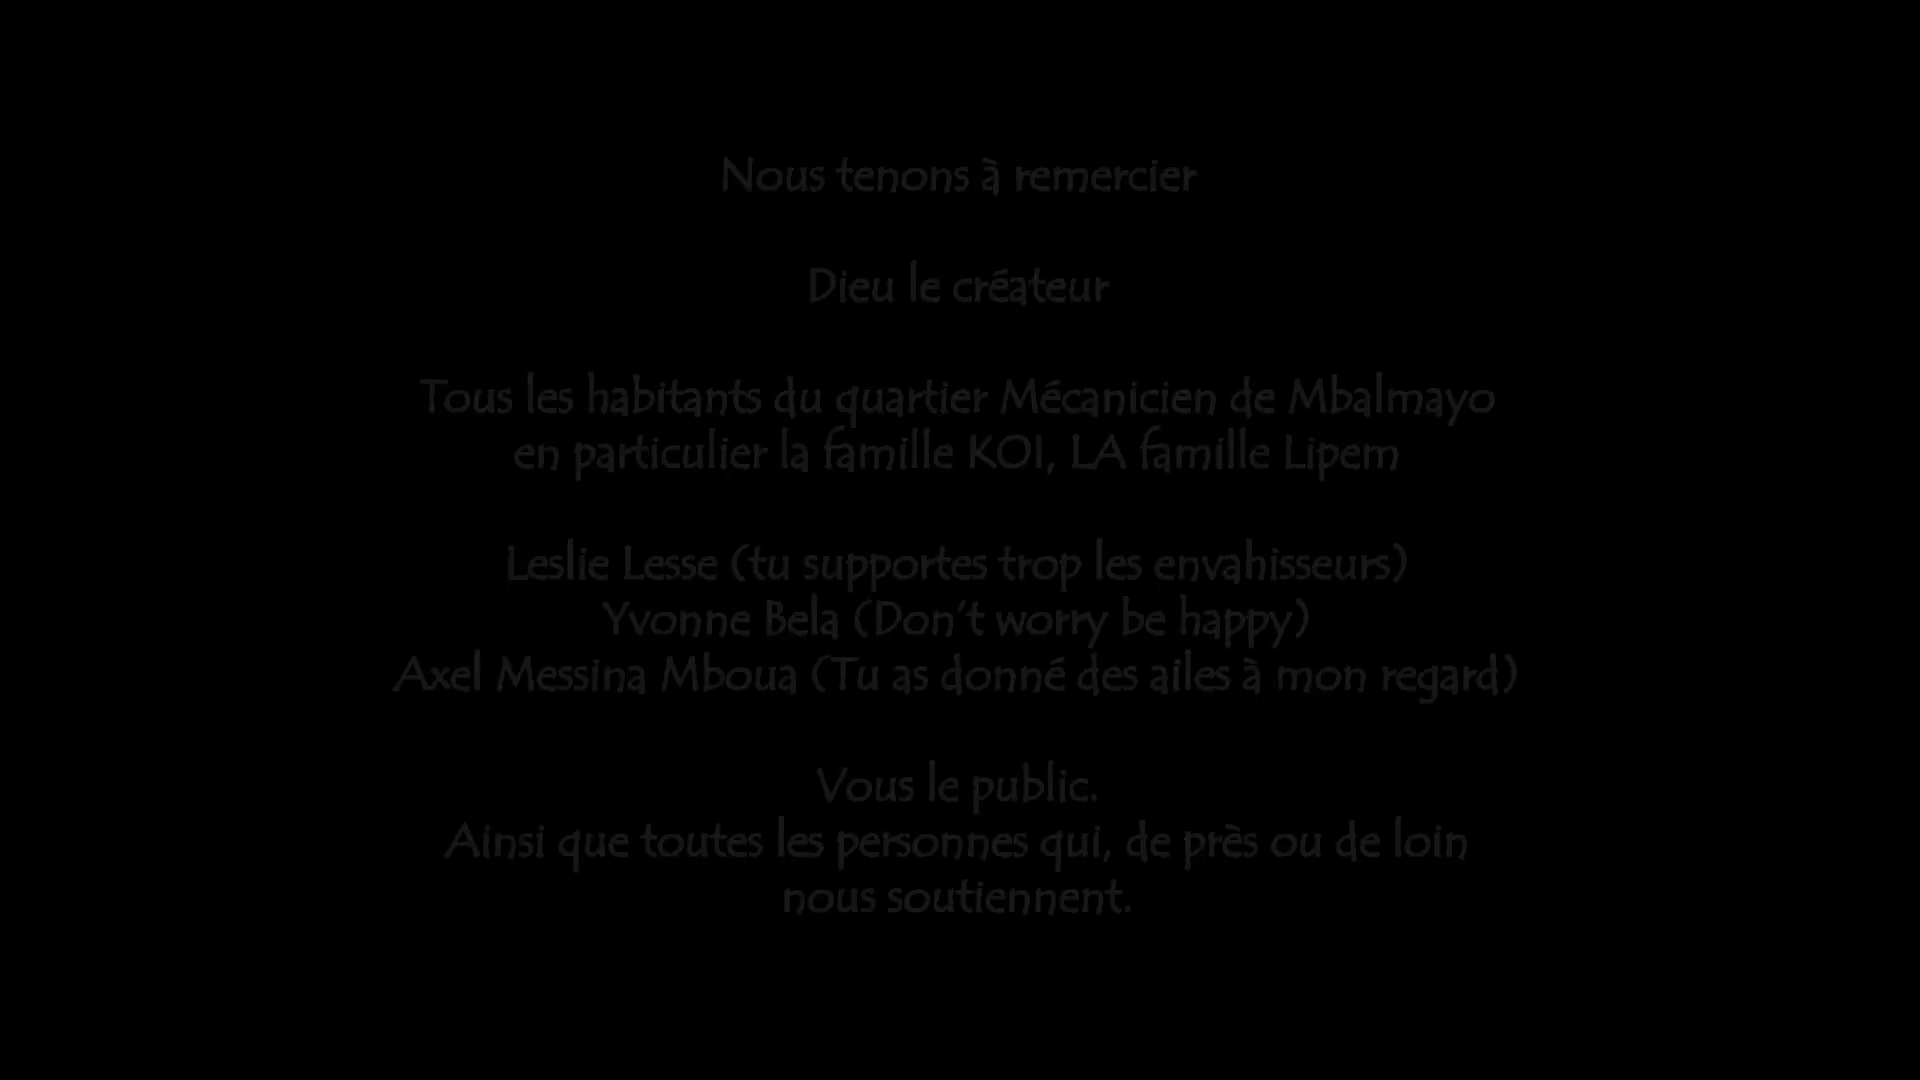 Nous tenons à remercier
Dieu le créateur
Tous les habitants du quartier Mécanicien de Mbalmayo
en particulier la famille KOI, LA famille Lipem
Leslie Lesse (tu supportes trop les envahisseurs)
Yvonne Bela (Don't worry be happy)
Axel Messina Mboua (Tu as donné des ailes à mon regard)
Vous le public.
Ainsi que toutes les personnes qui, de près ou de loin
nous soutiennent.